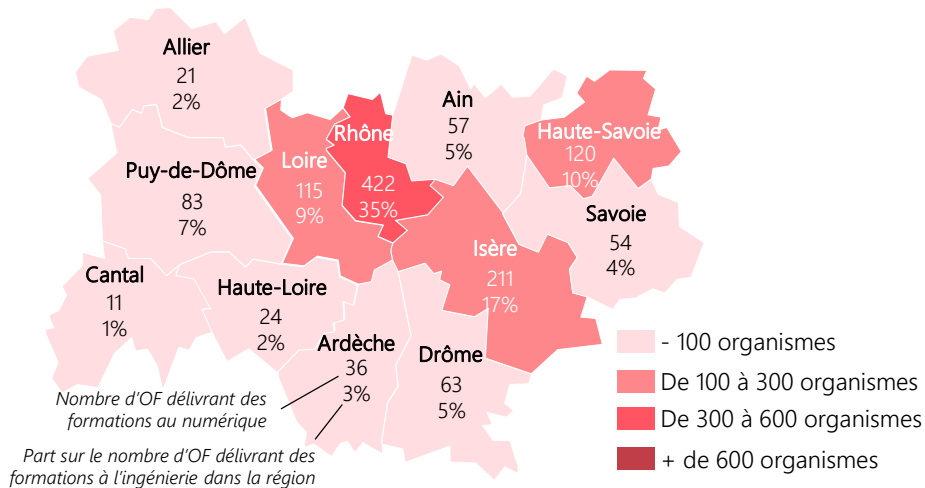 Allier
21
2%
Ain
57
5%
Rhône
422
35%
Haute-Savoie
120
10%
Loire
115
9%
Puy-de-Dôme
83
7%
Savoie
54
4%
Isère
211
17%
Cantal
11
1%
Haute-Loire
24
2%
Ardèche
36
3%
Drôme
63
5%
Nombre d'OF délivrant des
formations au numérique
Part sur le nombre d'OF délivrant des
formations à l'ingénierie dans la région
- 100 organismes
De 100 à 300 organismes
De 300 à 600 organismes
+ de 600 organismes